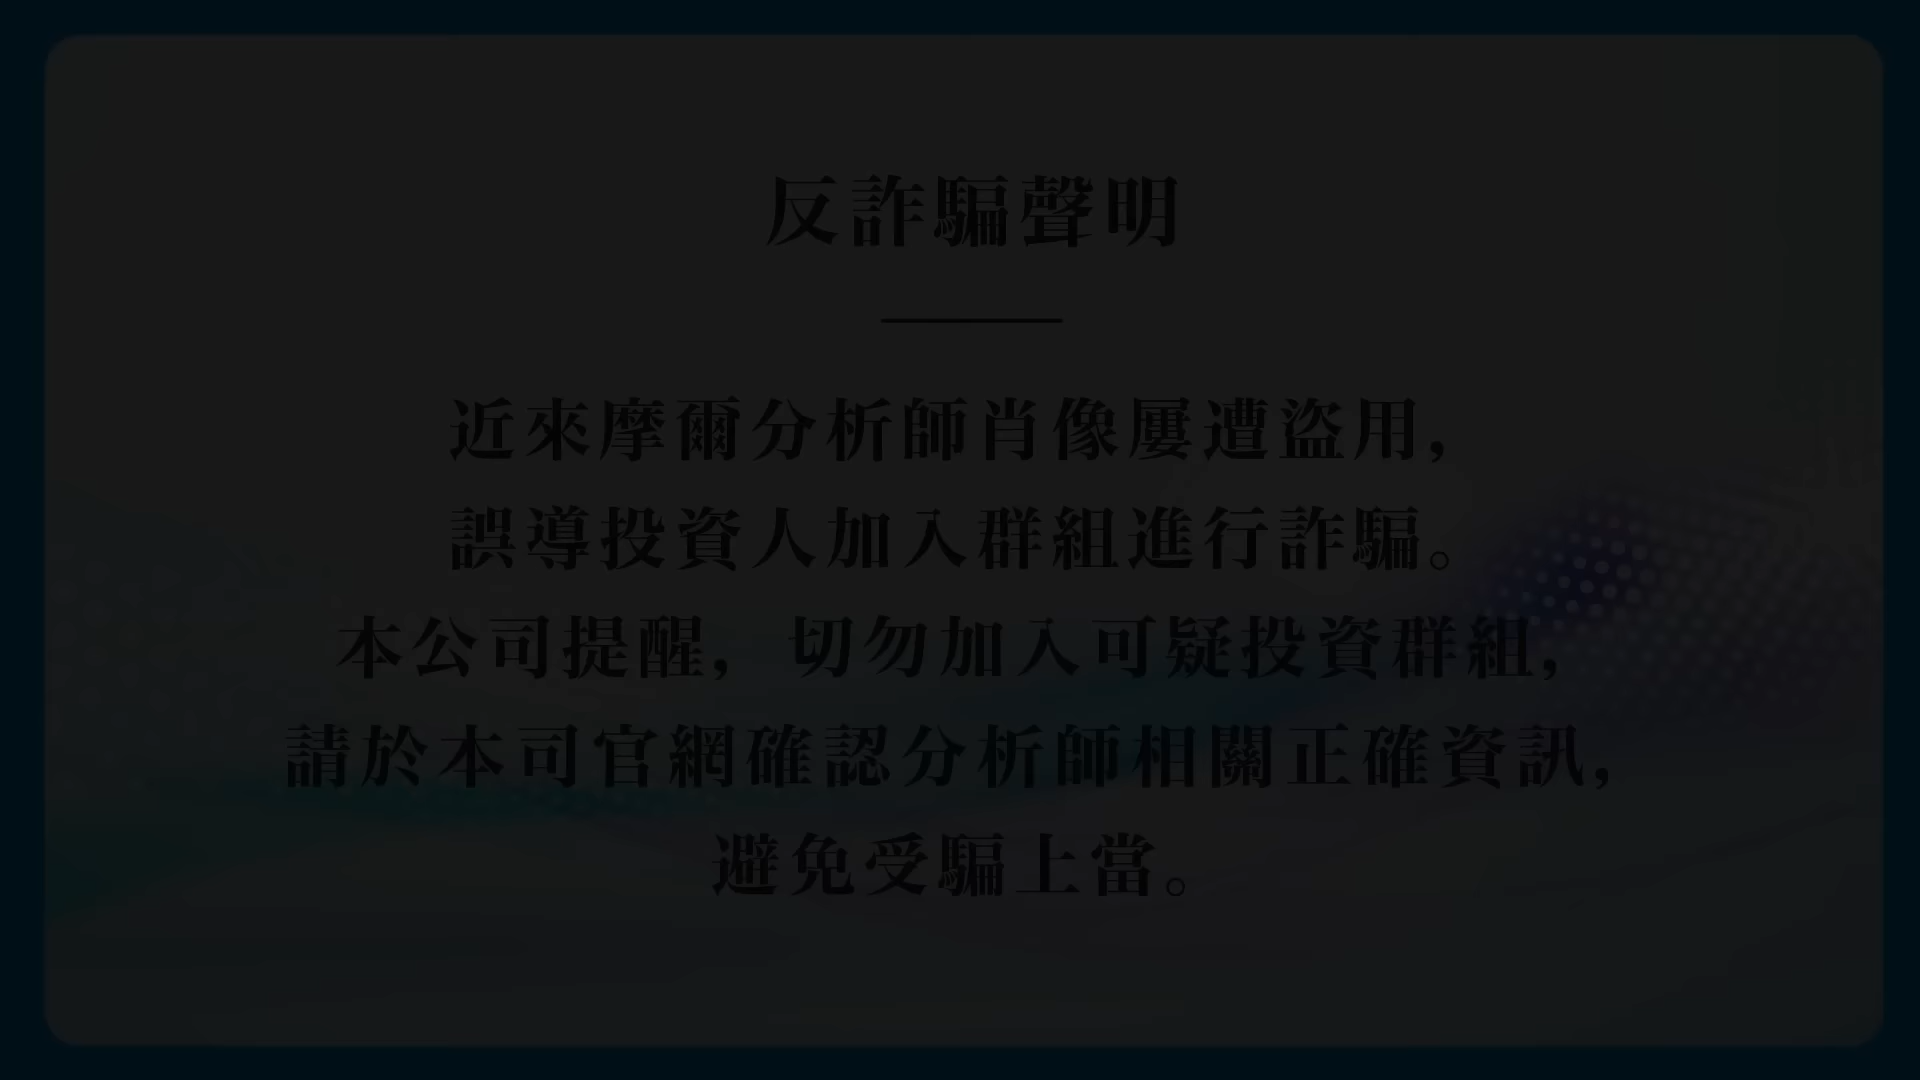 反詐騙聲明
近來摩爾分析師肖像屢遭盜用，
誤導投資人加入群組進行詐騙。
本公司提醒，切勿加入可疑投資群組，
請於本司官網確認分析師相關正確資訊，
避免受騙上當。